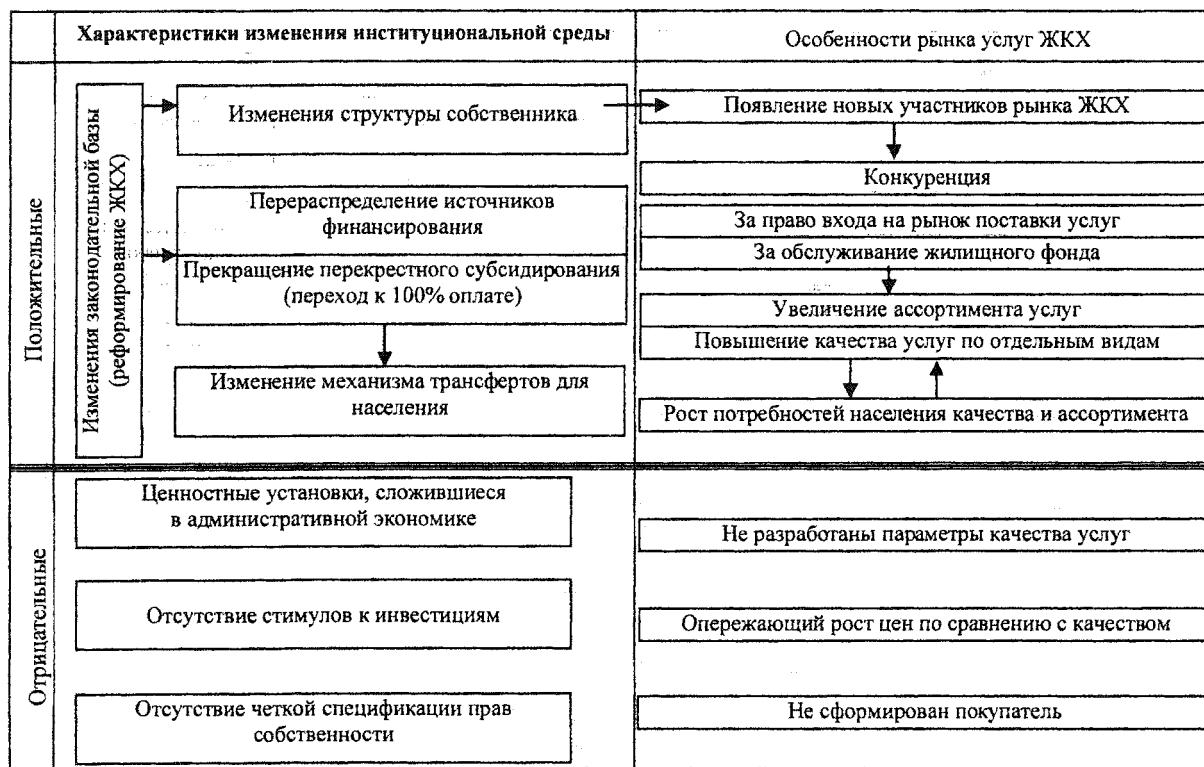 Характеристики изменения институциональной среды
Особенности рынка услуг ЖКХ
Положительные
Изменения законодательной базы
(реформирование ЖКХ)
Изменения структуры собственника
Перераспределение источников
финансирования
Прекращение перекрестного субсидирования
(переход к 100% оплате)
Изменение механизма трансфертов для
населения
Появление новых участников рынка ЖКХ
Конкуренция
За право входа на рынок поставки услуг
За обслуживание жилищного фонда
Увеличение ассортимента услуг
Повышение качества услуг по отдельным видам
Рост потребностей населения качества и ассортимента
Отрицательные
Ценностные установки, сложившиеся
в административной экономике
Отсутствие стимулов к инвестициям
Отсутствие четкой спецификации прав
собственности
Не разработаны параметры качества услуг
Опережающий рост цен по сравнению с качеством
Не сформирован покупатель